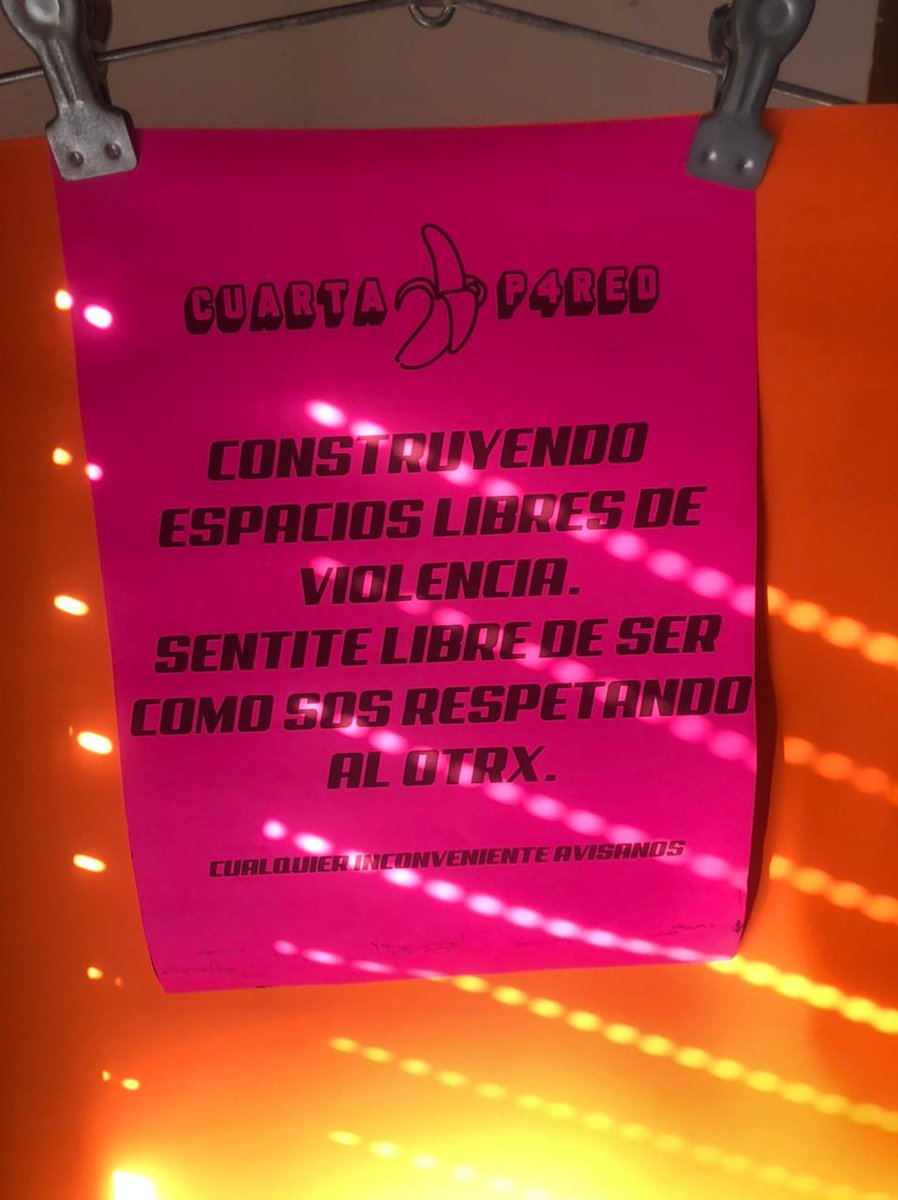 CUARTA P4RED
CONSTRUYENDO
ESPACIOS LIBRES DE
VIOLENCIA.
SENTITE LIBRE DE SER
COMO SOS RESPETANDO
AL OTRX.
CUALQUIER INCONVENIENTE AVISANOS